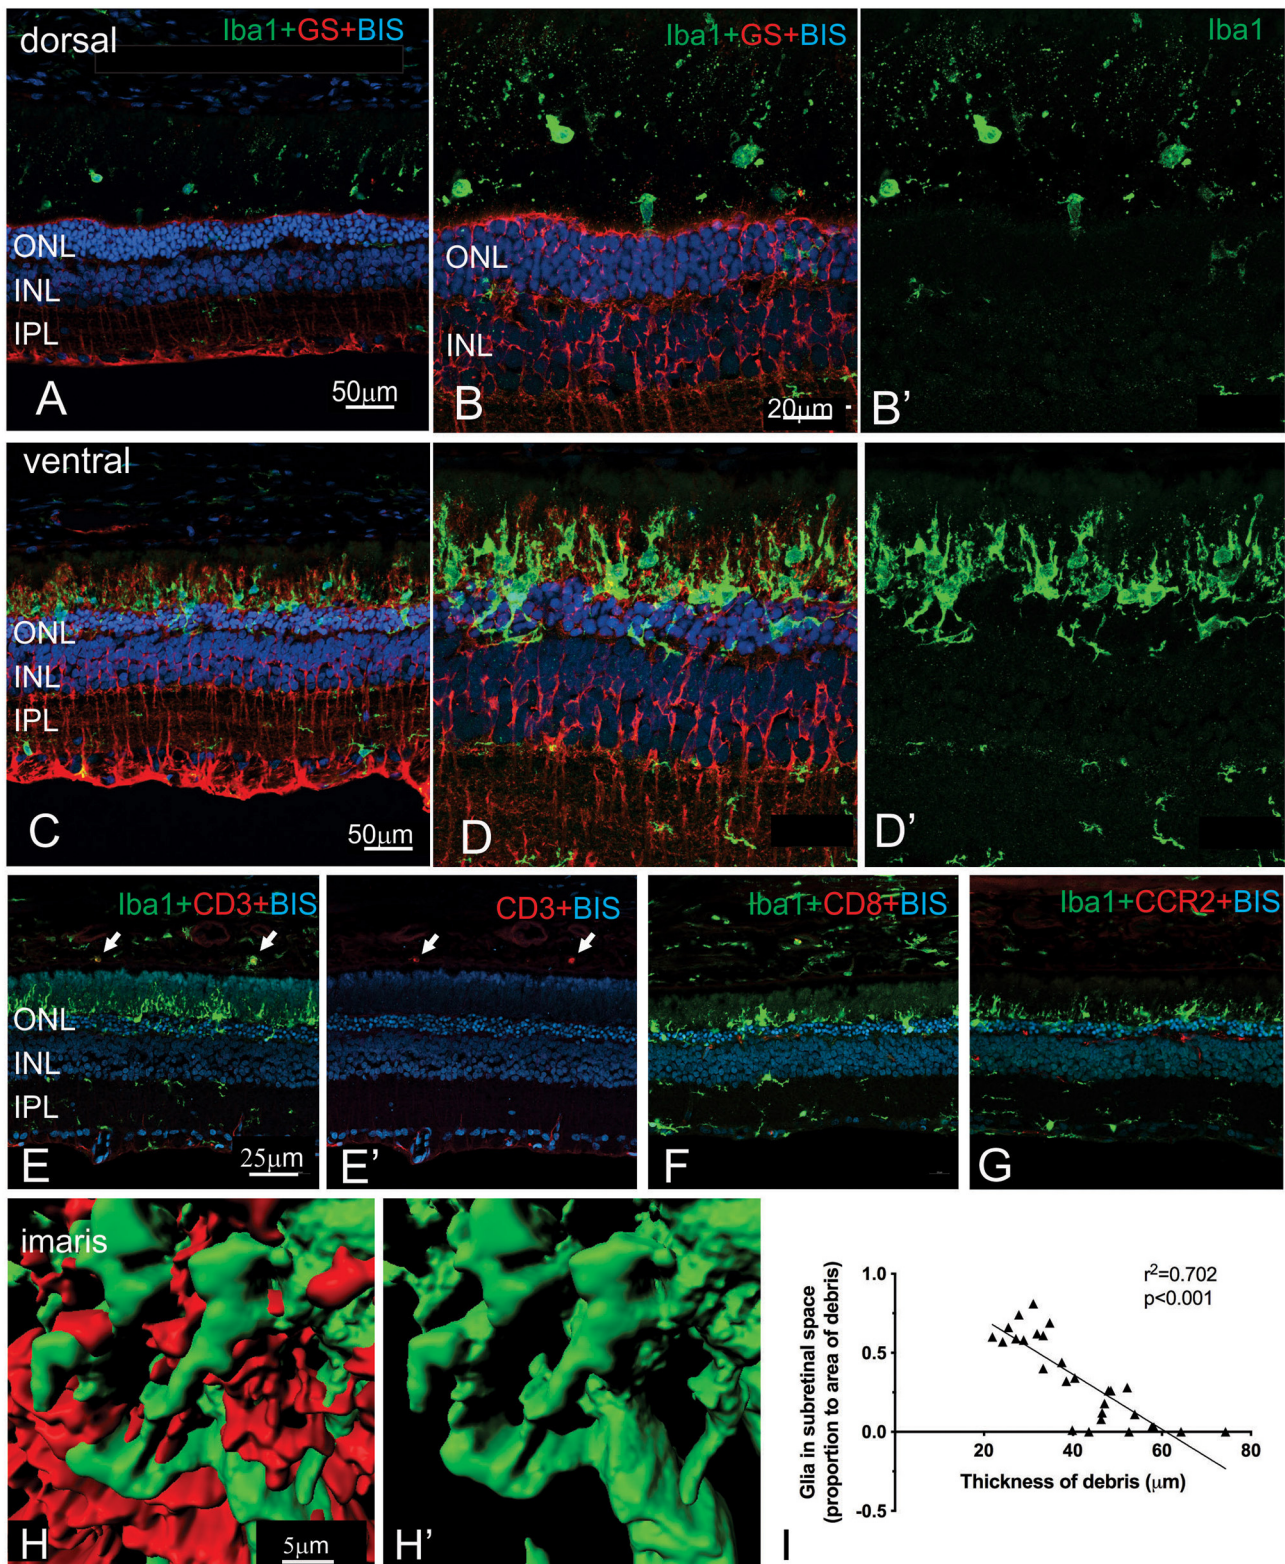 dorsal
Iba1+GS+BIS
ONL
INL
IPL
A
50μm
Iba1+GS+BIS
ONL
INL
B
20μm
Iba1
B’
ventral
ONL
INL
IPL
C
50μm
D
D’
Iba1+CD3+BIS
ONL
INL
IPL
E
25μm
CD3+BIS
E’
Iba1+CD8+BIS
F
Iba1+CCR2+BIS
G
imaris
H
5μm
H’
r²=0.702
p<0.001
Glia in subretinal space
(proportion to area of debris)
1.0
0.5
0.0
-0.5
20
40
60
80
Thickness of debris (μm)
I